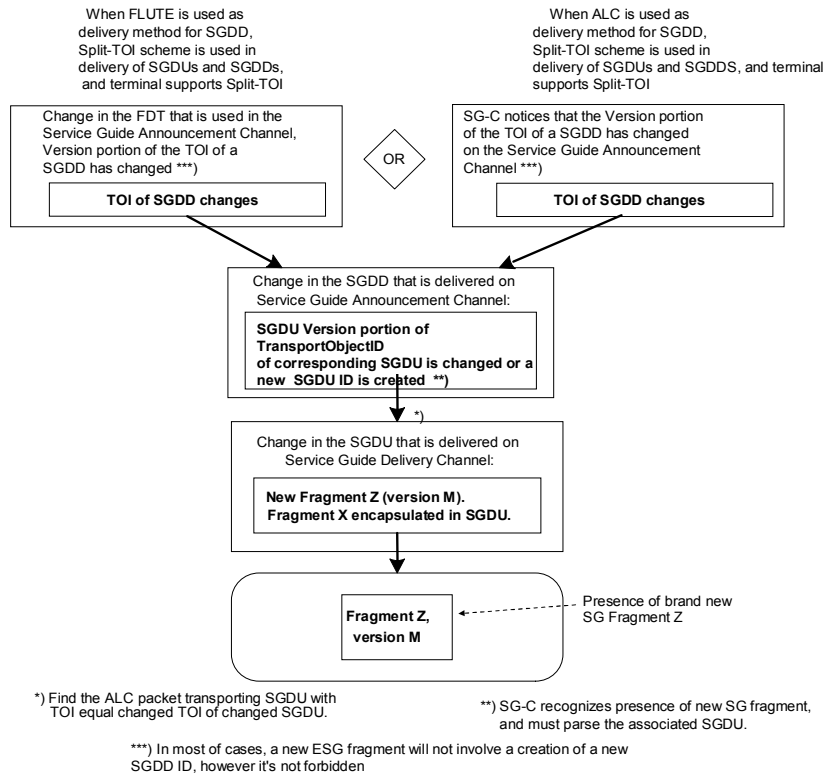 When FLUTE is used as
delivery method for SGDD,
Split-TOI scheme is used in
delivery of SGDUs and SGDDs,
and terminal supports Split-TOI
When ALC is used as
delivery method for SGDD,
Split-TOI scheme is used in
delivery of SGDUs and SGDDS, and terminal
supports Split-TOI
Change in the FDT that is used in the
Service Guide Announcement Channel,
Version portion of the TOI of a
SGDD has changed ***)
TOI of SGDD changes
OR
SG-C notices that the Version portion
of the TOI of a SGDD has changed
on the Service Guide Announcement
Channel ***)
TOI of SGDD changes
Change in the SGDD that is delivered on
Service Guide Announcement Channel:
SGDU Version portion of
TransportObjectID
of corresponding SGDU is changed or a
new SGDU ID is created **)
*)
Change in the SGDU that is delivered on
Service Guide Delivery Channel:
New Fragment Z (version M).
Fragment X encapsulated in SGDU.
Fragment Z,
version M
Presence of brand new
SG Fragment Z
*) Find the ALC packet transporting SGDU with
TOI equal changed TOI of changed SGDU.
**) SG-C recognizes presence of new SG fragment,
and must parse the associated SGDU.
***) In most of cases, a new ESG fragment will not involve a creation of a new
SGDD ID, however it's not forbidden